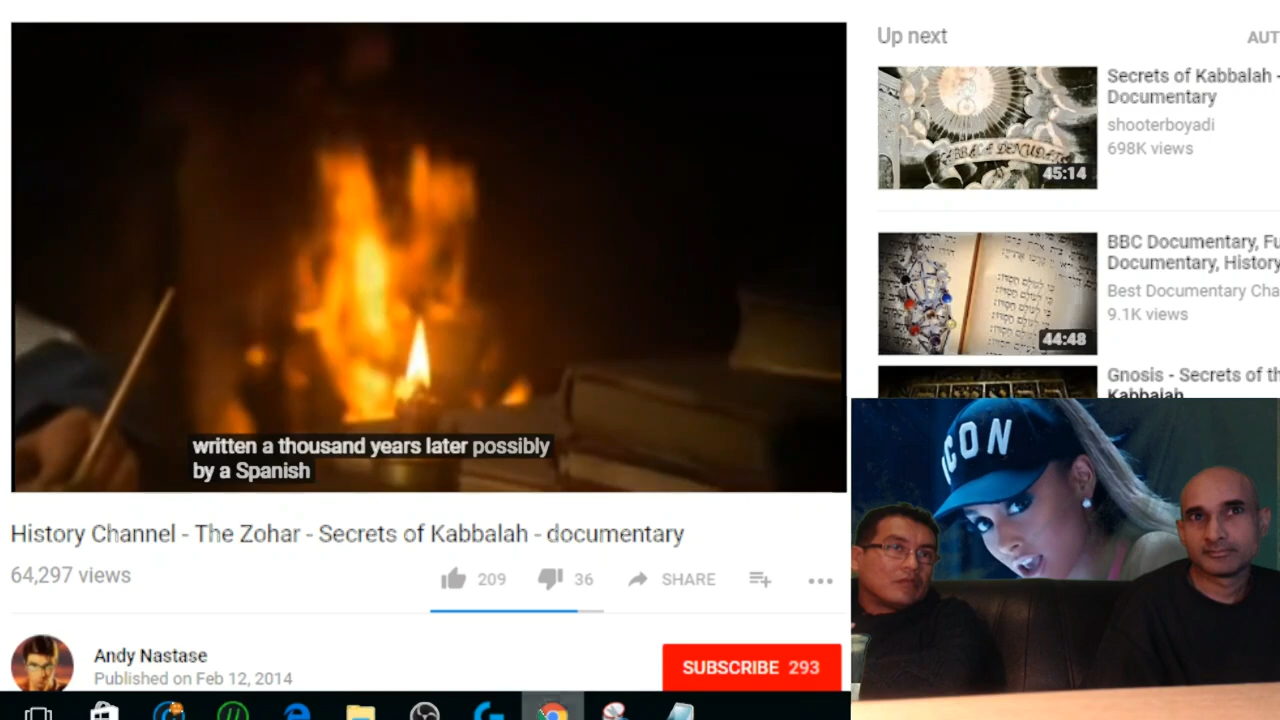 written a thousand years later possibly
by a Spanish
History Channel - The Zohar - Secrets of Kabbalah - documentary
64,297 views
209
36
SHARE
Andy Nastase
Published on Feb 12, 2014
SUBSCRIBE 293
Up next
AUT
Secrets of Kabbalah -
Documentary
shooterboyadi
698K views
45:14
BBC Documentary, Fu
Documentary, History
Best Documentary Cha
9.1K views
44:48
Gnosis - Secrets of th
Kabbalah
ICON